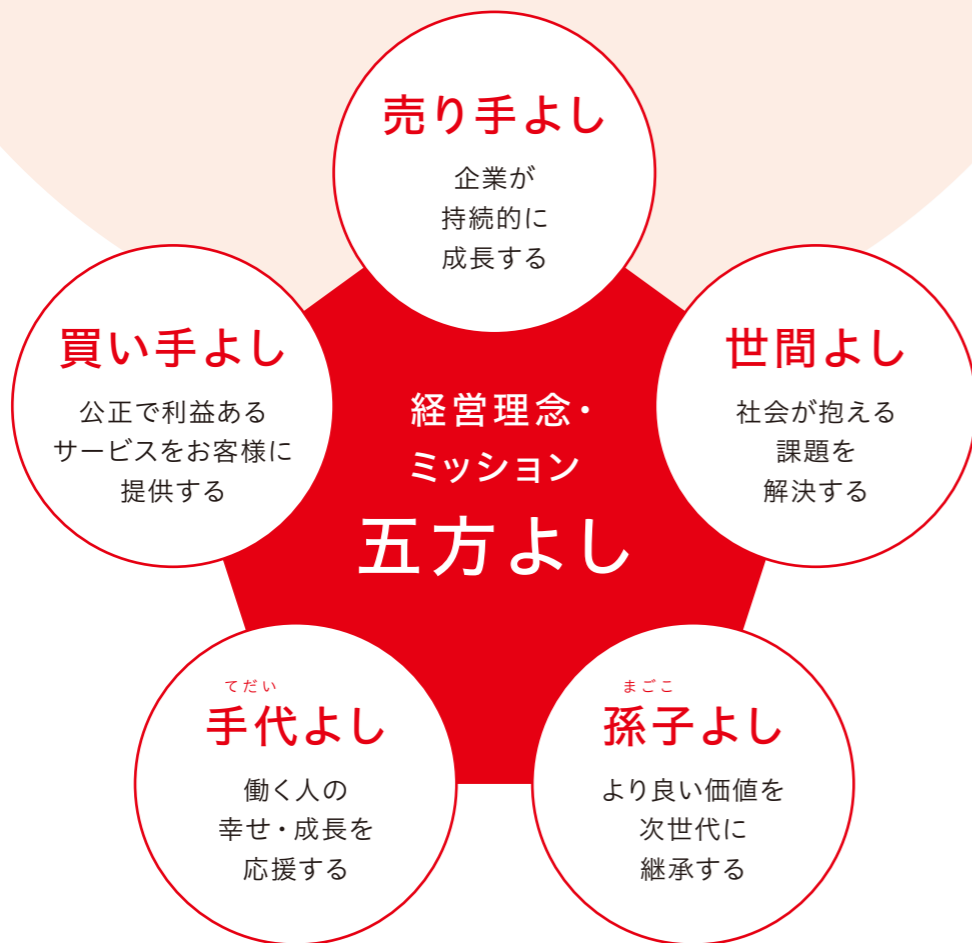 売り手よし
企業が
持続的に
成長する
買い手よし
公正で利益ある
サービスをお客様に
提供する
世間よし
社会が抱える
課題を
解決する
経営理念・
ミッション
五方よし
てだい
手代よし
働く人の
幸せ・成長を
応援する
まごこ
孫子よし
より良い価値を
次世代に
継承する